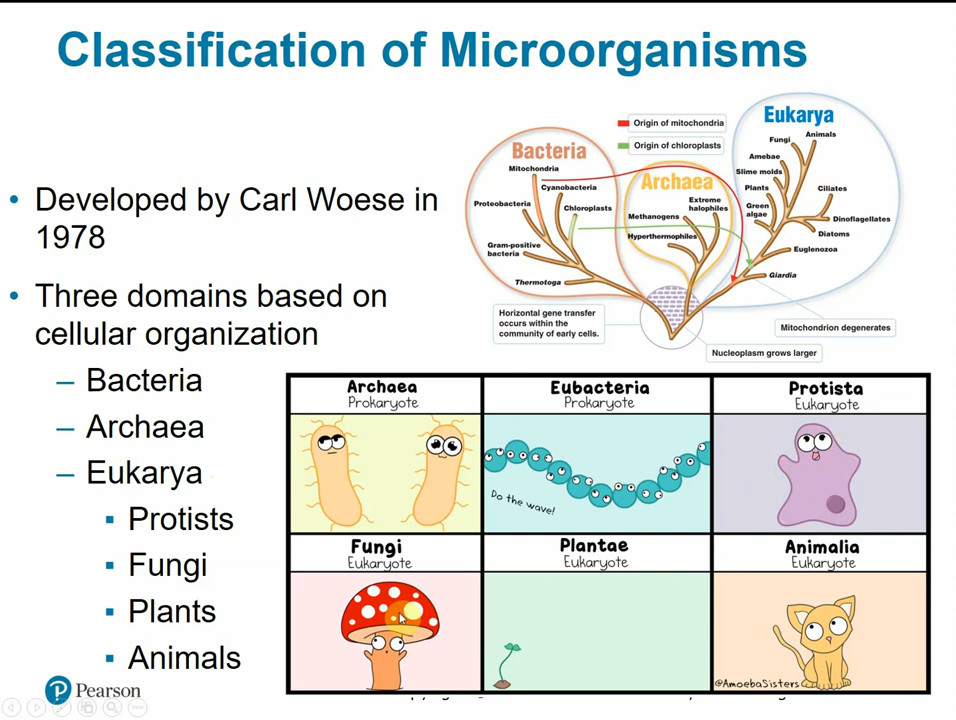 Classification of Microorganisms
• Developed by Carl Woese in
1978
• Three domains based on
cellular organization
– Bacteria
– Archaea
– Eukarya
▪ Protists
▪ Fungi
▪ Plants
▪ Animals
Origin of mitochondria
Origin of chloroplasts
Bacteria
Mitochondria
Cyanobacteria
Proteobacteria
Chloroplasts
Gram-positive
bacteria
Thermotoga
Archaea
Extreme
halophiles
Methanogens
Hyperthermophiles
Eukarya
Animals
Fungi
Amebae
Slime molds
Plants
Ciliates
Green
algae
Dinoflagellates
Diatoms
Euglenozoa
Giardia
Horizontal gene transfer
occurs within the
community of early cells.
Mitochondrion degenerates
Nucleoplasm grows larger
Archaea
Prokaryote
Eubacteria
Prokaryote
Protista
Eukaryote
Do the wave!
Fungi
Eukaryote
Plantae
Eukaryote
Animalia
Eukaryote
@AmoebaSisters
P Pearson